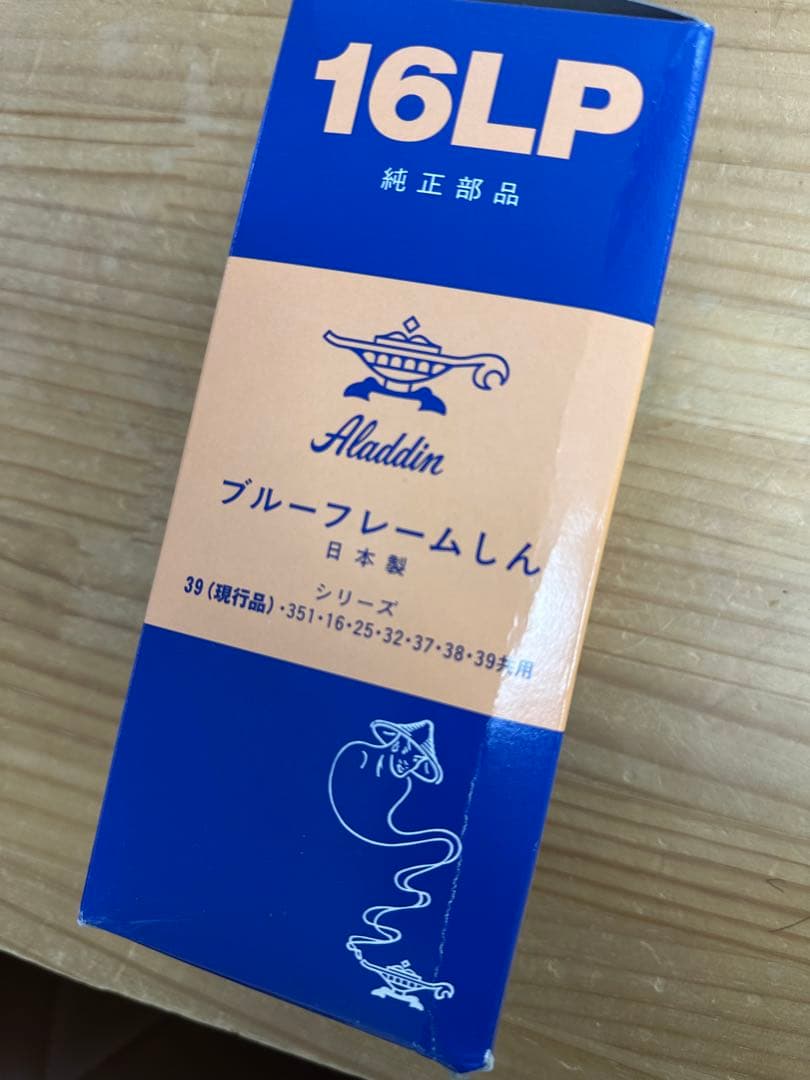 16LP
純正部品
Aladdin
ブルーフレームしん
日本製
シリーズ
39(現行品)・351・16・25・32・37・38・39共用